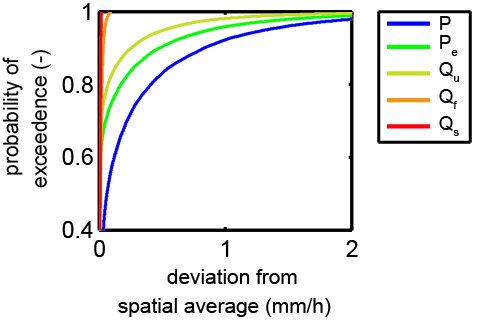 probability of
exceedence (-)
1
0.8
0.6
0.4
0
1
2
deviation from
spatial average (mm/h)
P
Pe
Qu
Qf
Qs